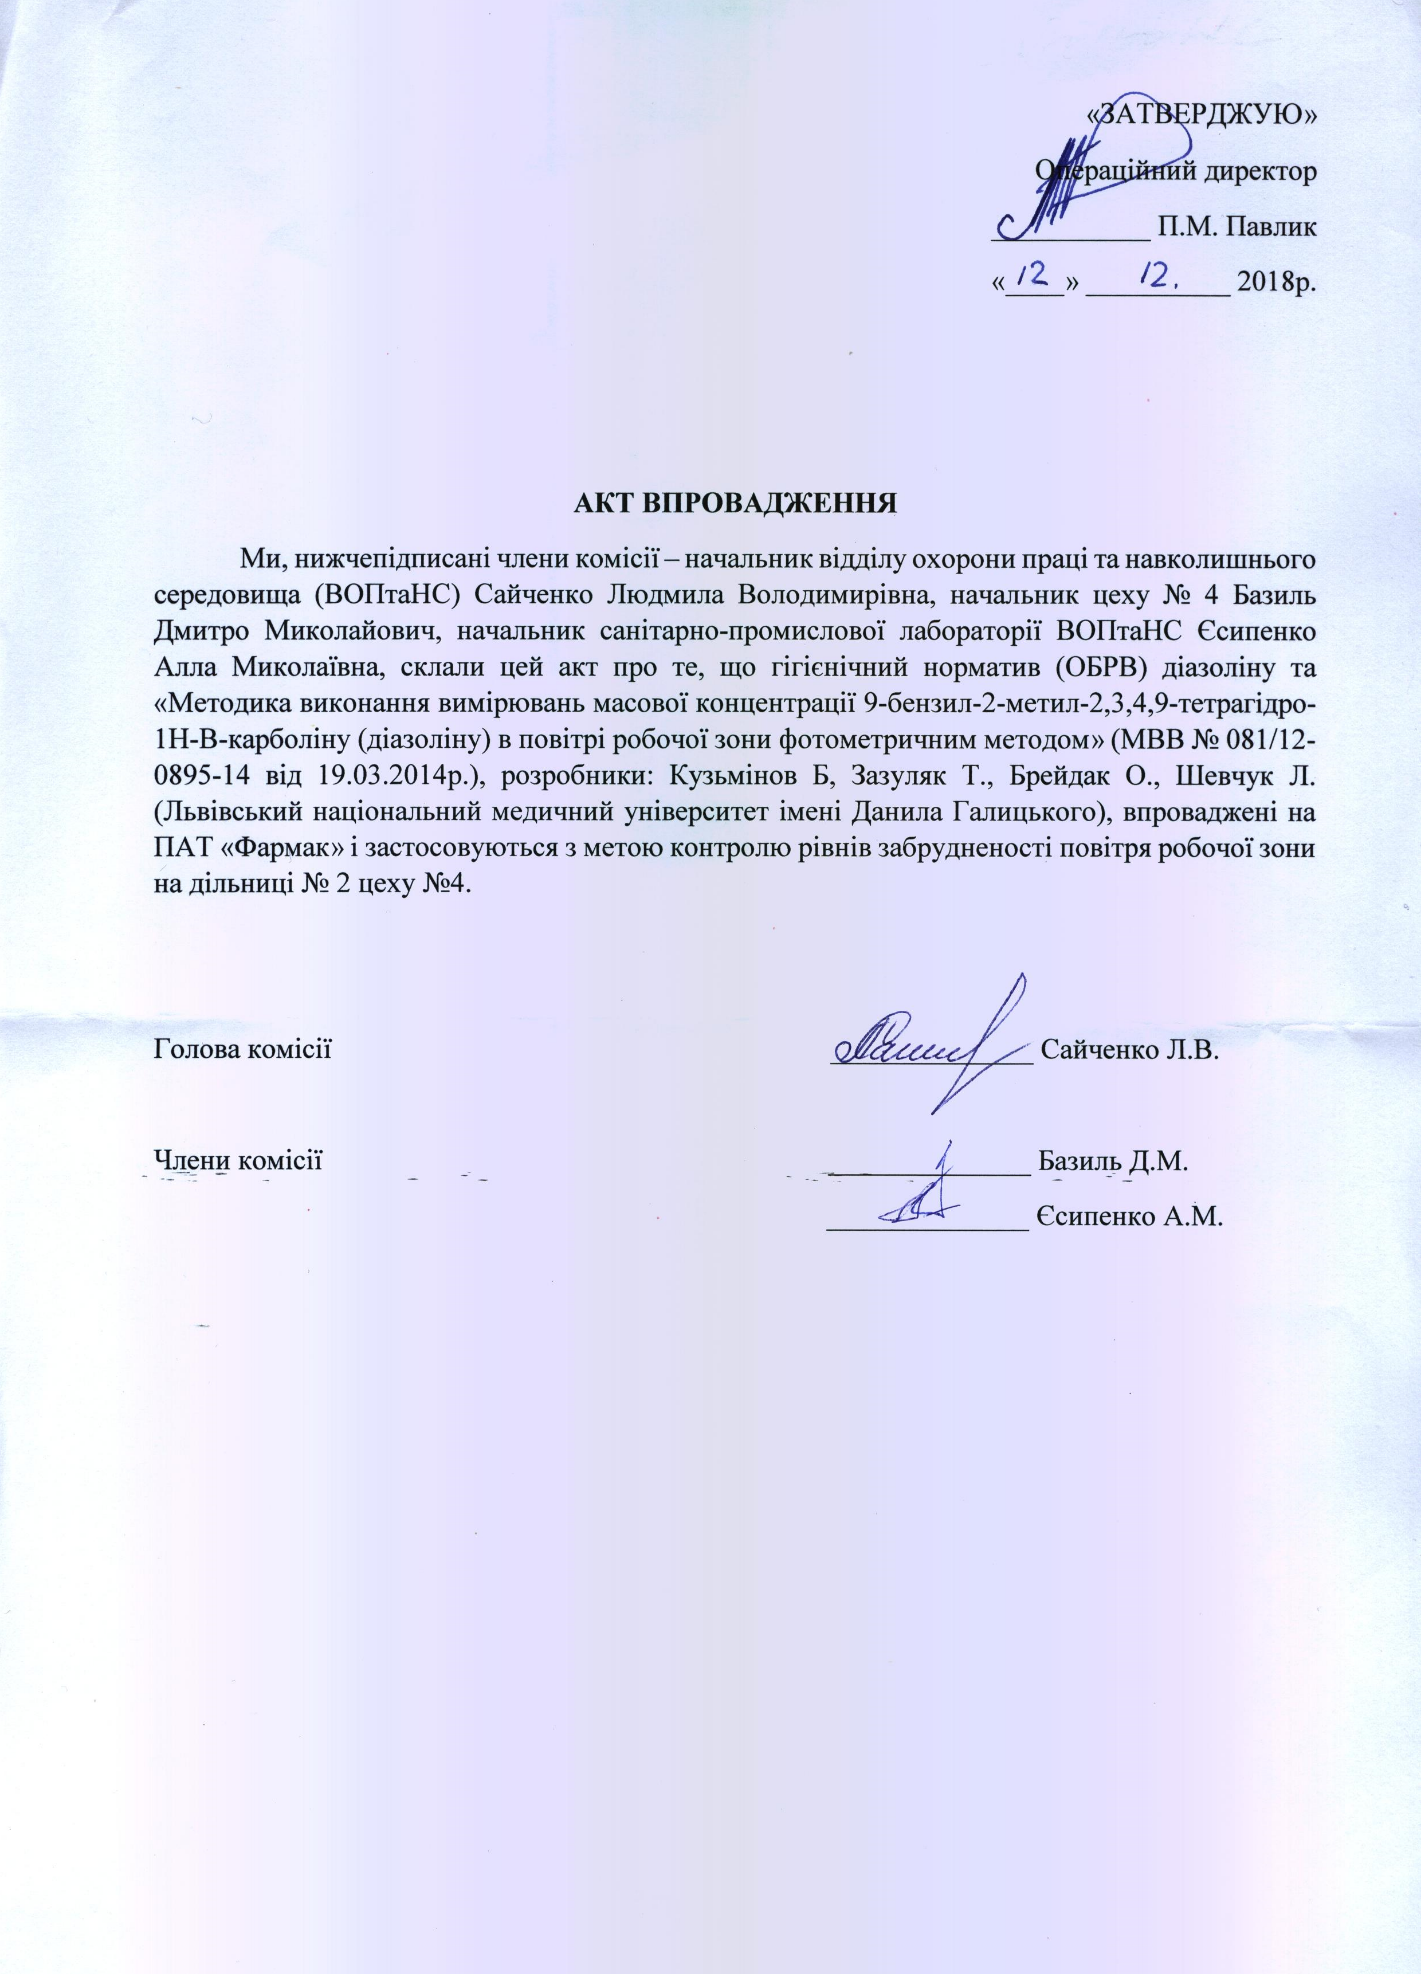 «ЗАТВЕРДЖУЮ»
Операційний директор
____________ П.М. Павлик
«12» 12. 2018р.
АКТ ВПРОВАДЖЕННЯ
Ми, нижчепідписані члени комісії – начальник відділу охорони праці та навколишнього
середовища (ВОПтаНС) Сайченко Людмила Володимирівна, начальник цеху № 4 Базиль
Дмитро Миколайович, начальник санітарно-промислової лабораторії ВОПтаНС Єсипенко
Алла Миколаївна, склали цей акт про те, що гігієнічний норматив (ОБРВ) діазоліну та
«Методика виконання вимірювань масової концентрації 9-бензил-2-метил-2,3,4,9-тетрагідро-
1Н-В-карболіну (діазоліну) в повітрі робочої зони фотометричним методом» (МВВ № 081/12-
0895-14 від 19.03.2014р.), розробники: Кузьмінов Б, Зазуляк Т., Брейдак О., Шевчук Л.
(Львівський національний медичний університет імені Данила Галицького), впроваджені на
ПАТ «Фармак» і застосовуються з метою контролю рівнів забрудненості повітря робочої зони
на дільниці № 2 цеху №4.
Голова комісії _______________ Сайченко Л.В.
Члени комісії _______________ Базиль Д.М.
_______________ Єсипенко А.М.